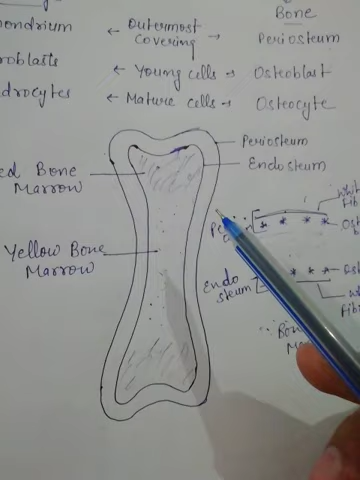 Bone
ondrium ← Outermost Covering → Periosteum
roblasts ← Young cells → Osteoblast
drocytes ← Mature cells → Osteocyte
Periosteum
Endosteum
ed Bone
Marrow
Yellow Bone
Marrow
Endo
steum